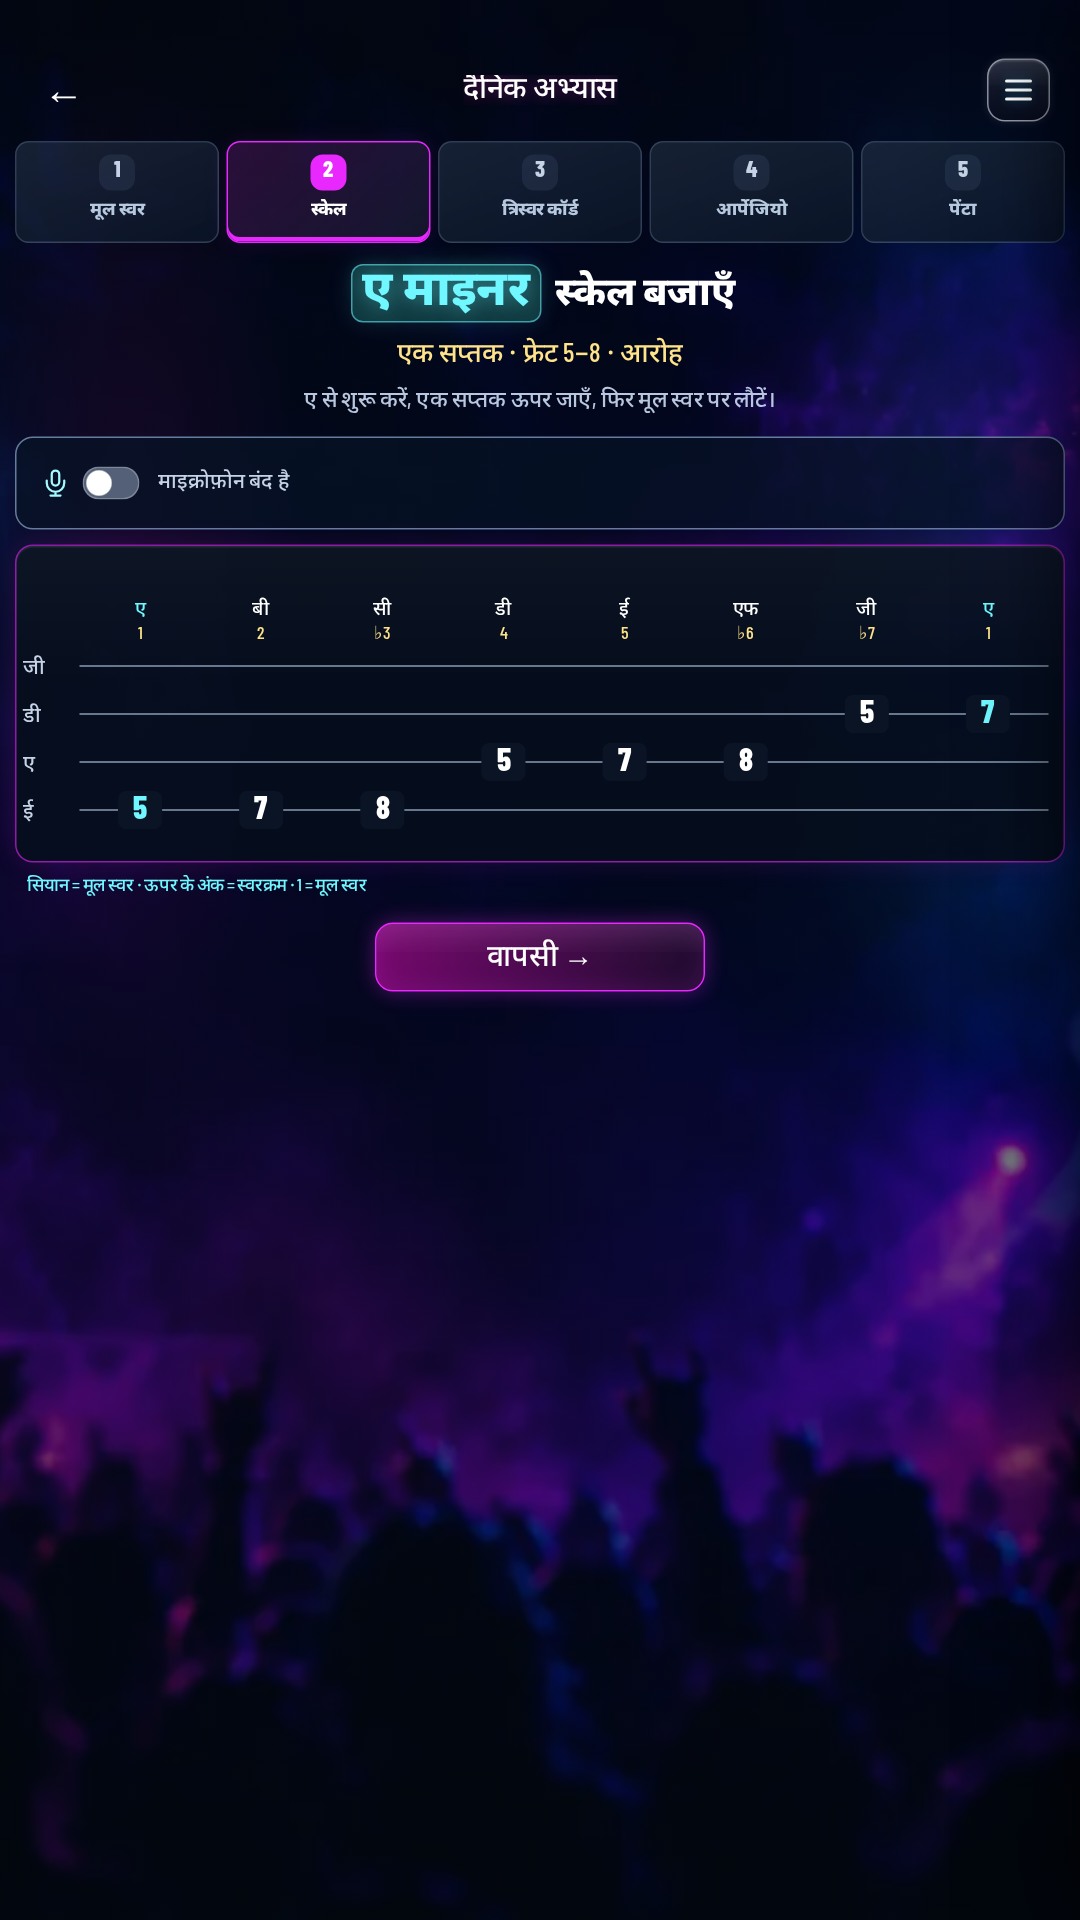 ← दैनिक अभ्यास
1 2 3 4 5
मूल स्वर स्केल त्रिस्वर कॉर्ड आर्पेजियो पेंटा
ए माइनर स्केल बजाएँ
एक सप्तक · फ्रेट 5–8 · आरोह
ए से शुरू करें, एक सप्तक ऊपर जाएँ, फिर मूल स्वर पर लौटें।
माइक्रोफ़ोन बंद है
ए बी सी डी ई एफ जी ए
1 2 ♭3 4 5 ♭6 ♭7 1
जी
डी 5 7
ए 5 7 8
ई 5 7 8
सियान = मूल स्वर · ऊपर के अंक = स्वरक्रम · 1 = मूल स्वर
वापसी →